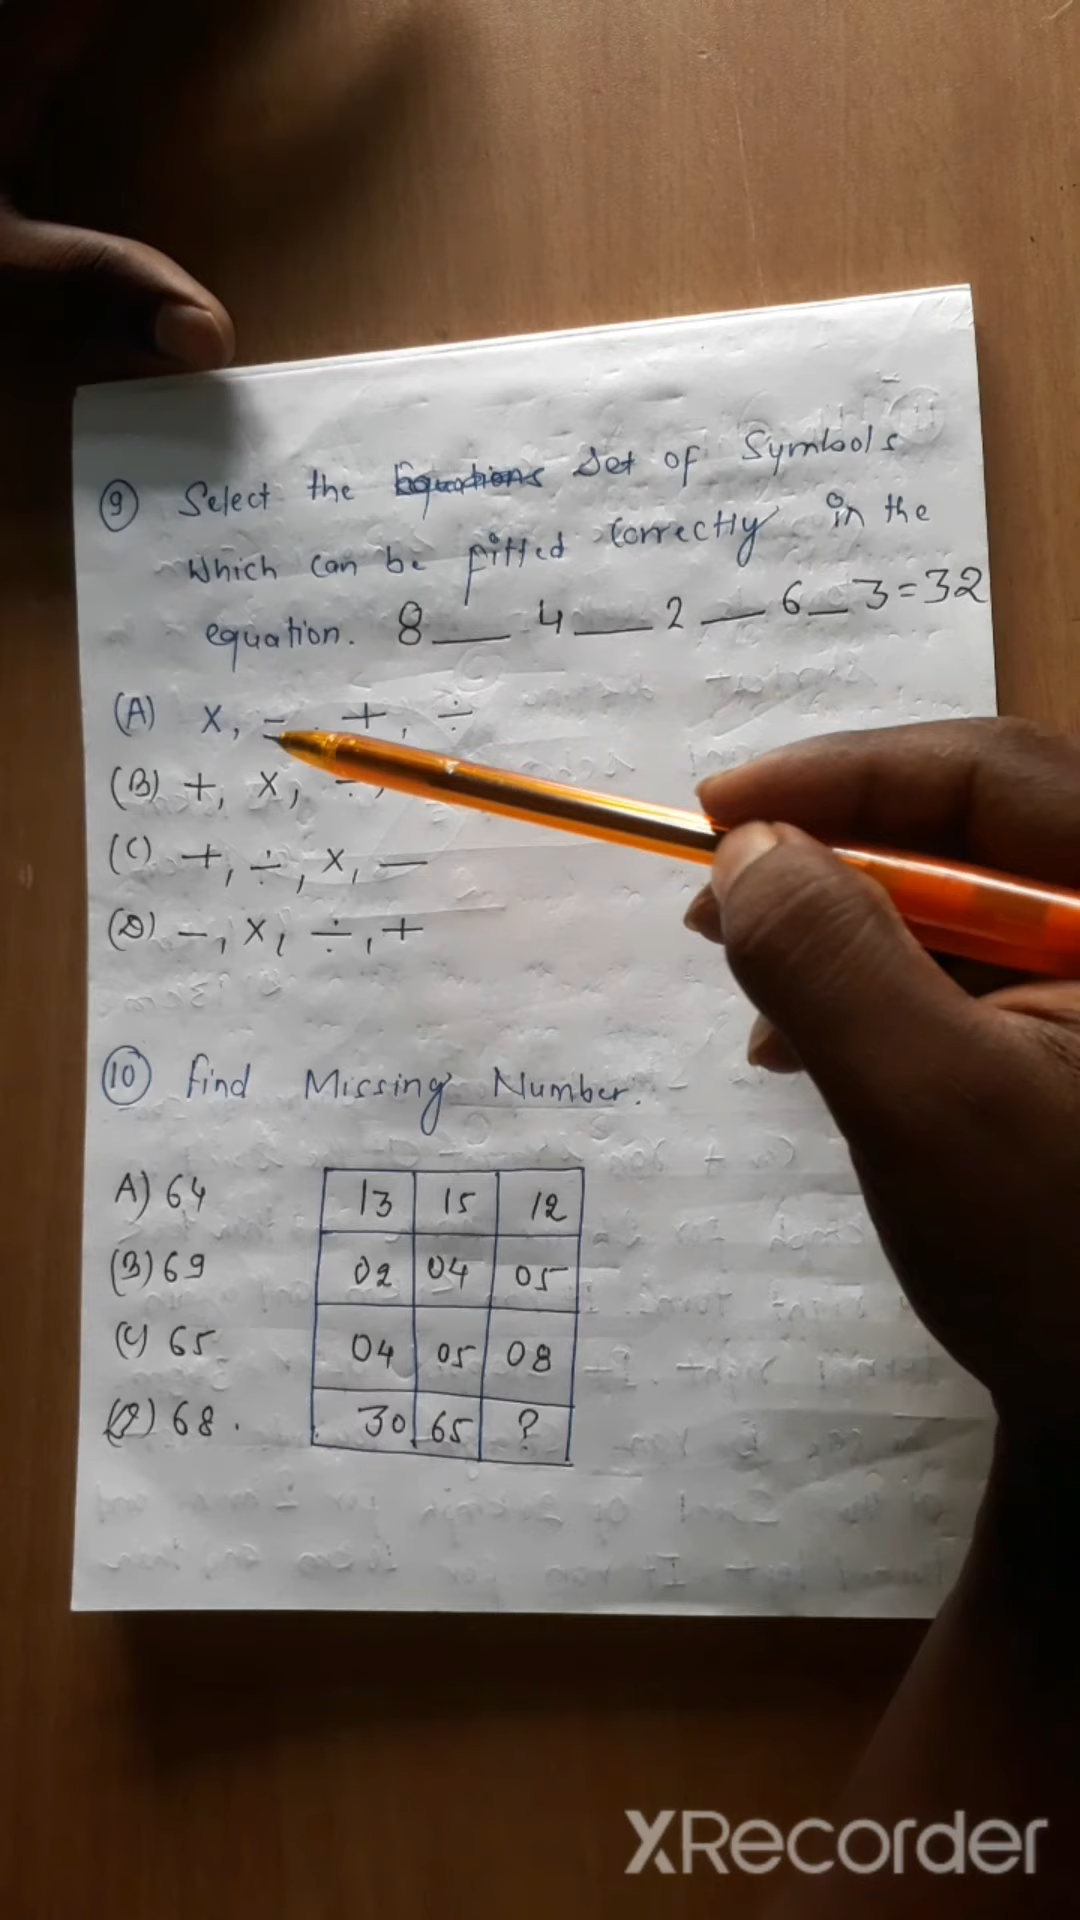 9 Select the Set of Symbols
Which can be fitted correctly in the
equation. 8 __ 4 __ 2 __ 6 __ 3 = 32
(A) ×, -, +, ÷
(B) +, ×, ÷,
(C) +, ÷, ×, —
(D) –, ×, ÷, +
10 Find Missing Number.
A) 64
(B) 69
(C) 65
(D) 68.
13 15 12
02 04 05
04 05 08
30 65 ?
XRecorder